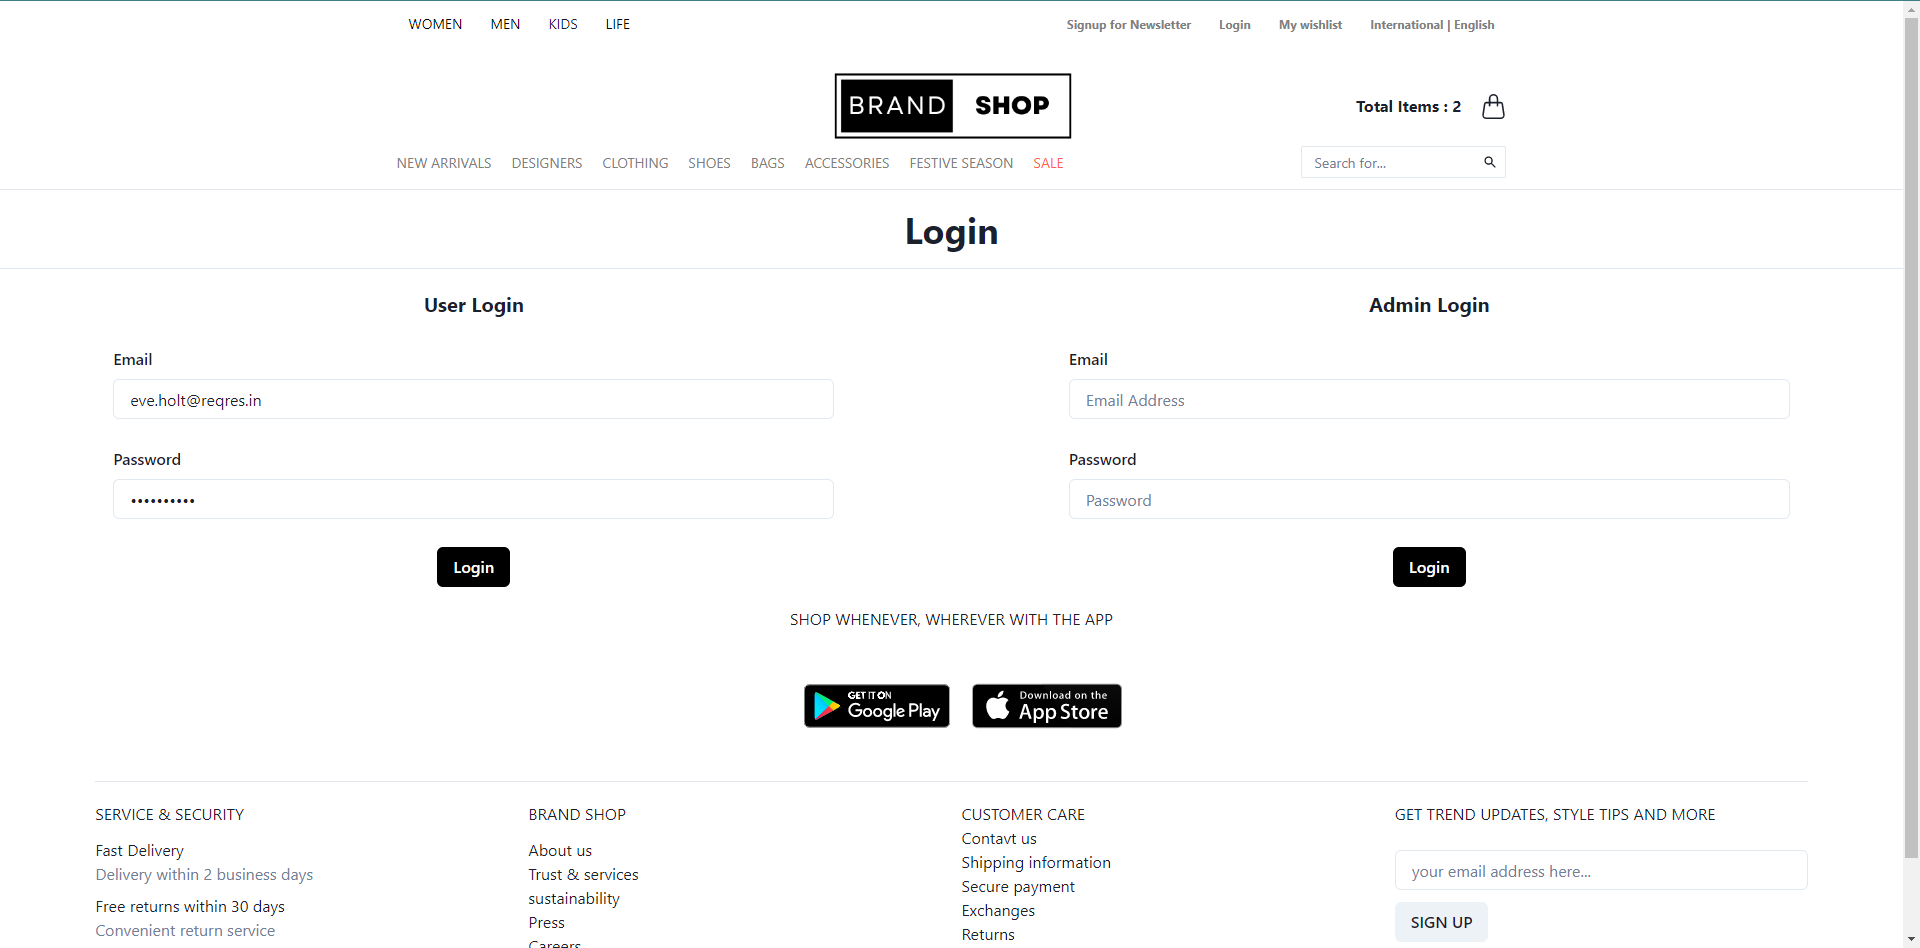 WOMEN MEN KIDS LIFE Signup for Newsletter Login My wishlist International | English
BRAND SHOP
Total Items : 2
NEW ARRIVALS DESIGNERS CLOTHING SHOES BAGS ACCESSORIES FESTIVE SEASON SALE Search for...
Login
User Login
Email
eve.holt@reqres.in
Password
••••••••••
Login
Admin Login
Email
Email Address
Password
Password
Login
SHOP WHENEVER, WHEREVER WITH THE APP
GET IT ON
Google Play
Download on the
App Store
SERVICE & SECURITY
Fast Delivery
Delivery within 2 business days
Free returns within 30 days
Convenient return service
BRAND SHOP
About us
Trust & services
sustainability
Press
Careers
CUSTOMER CARE
Contavt us
Shipping information
Secure payment
Exchanges
Returns
GET TREND UPDATES, STYLE TIPS AND MORE
your email address here...
SIGN UP